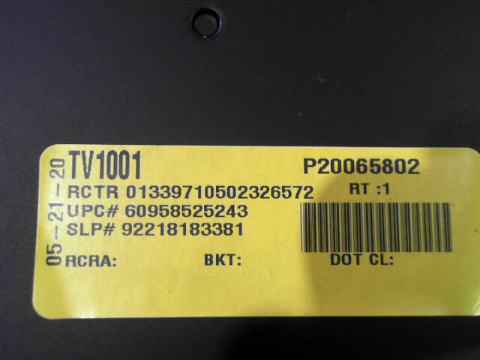 05-21-20
TV1001 P20065802
RCTR 01339710502326572 RT :1
UPC# 60958525243
SLP# 92218183381
RCRA: BKT: DOT CL: